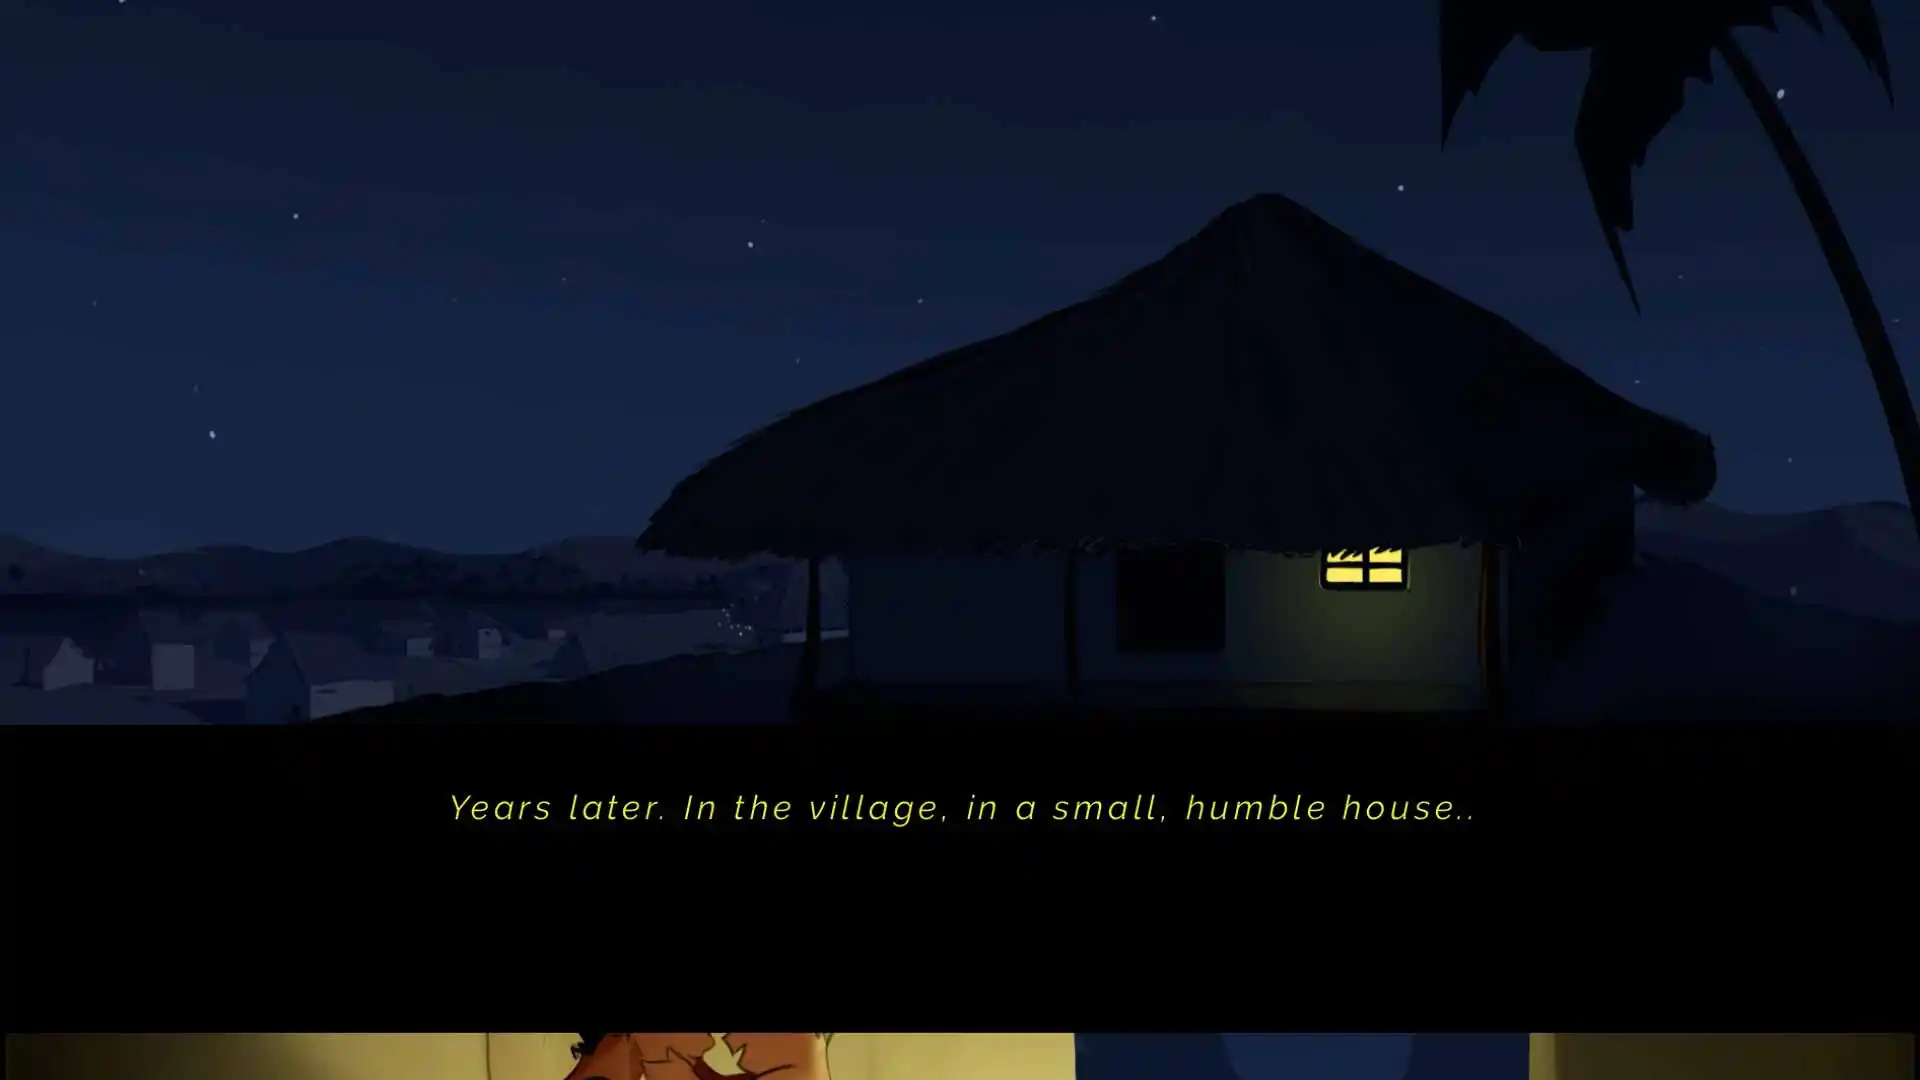 Years later. In the village, in a small, humble house..